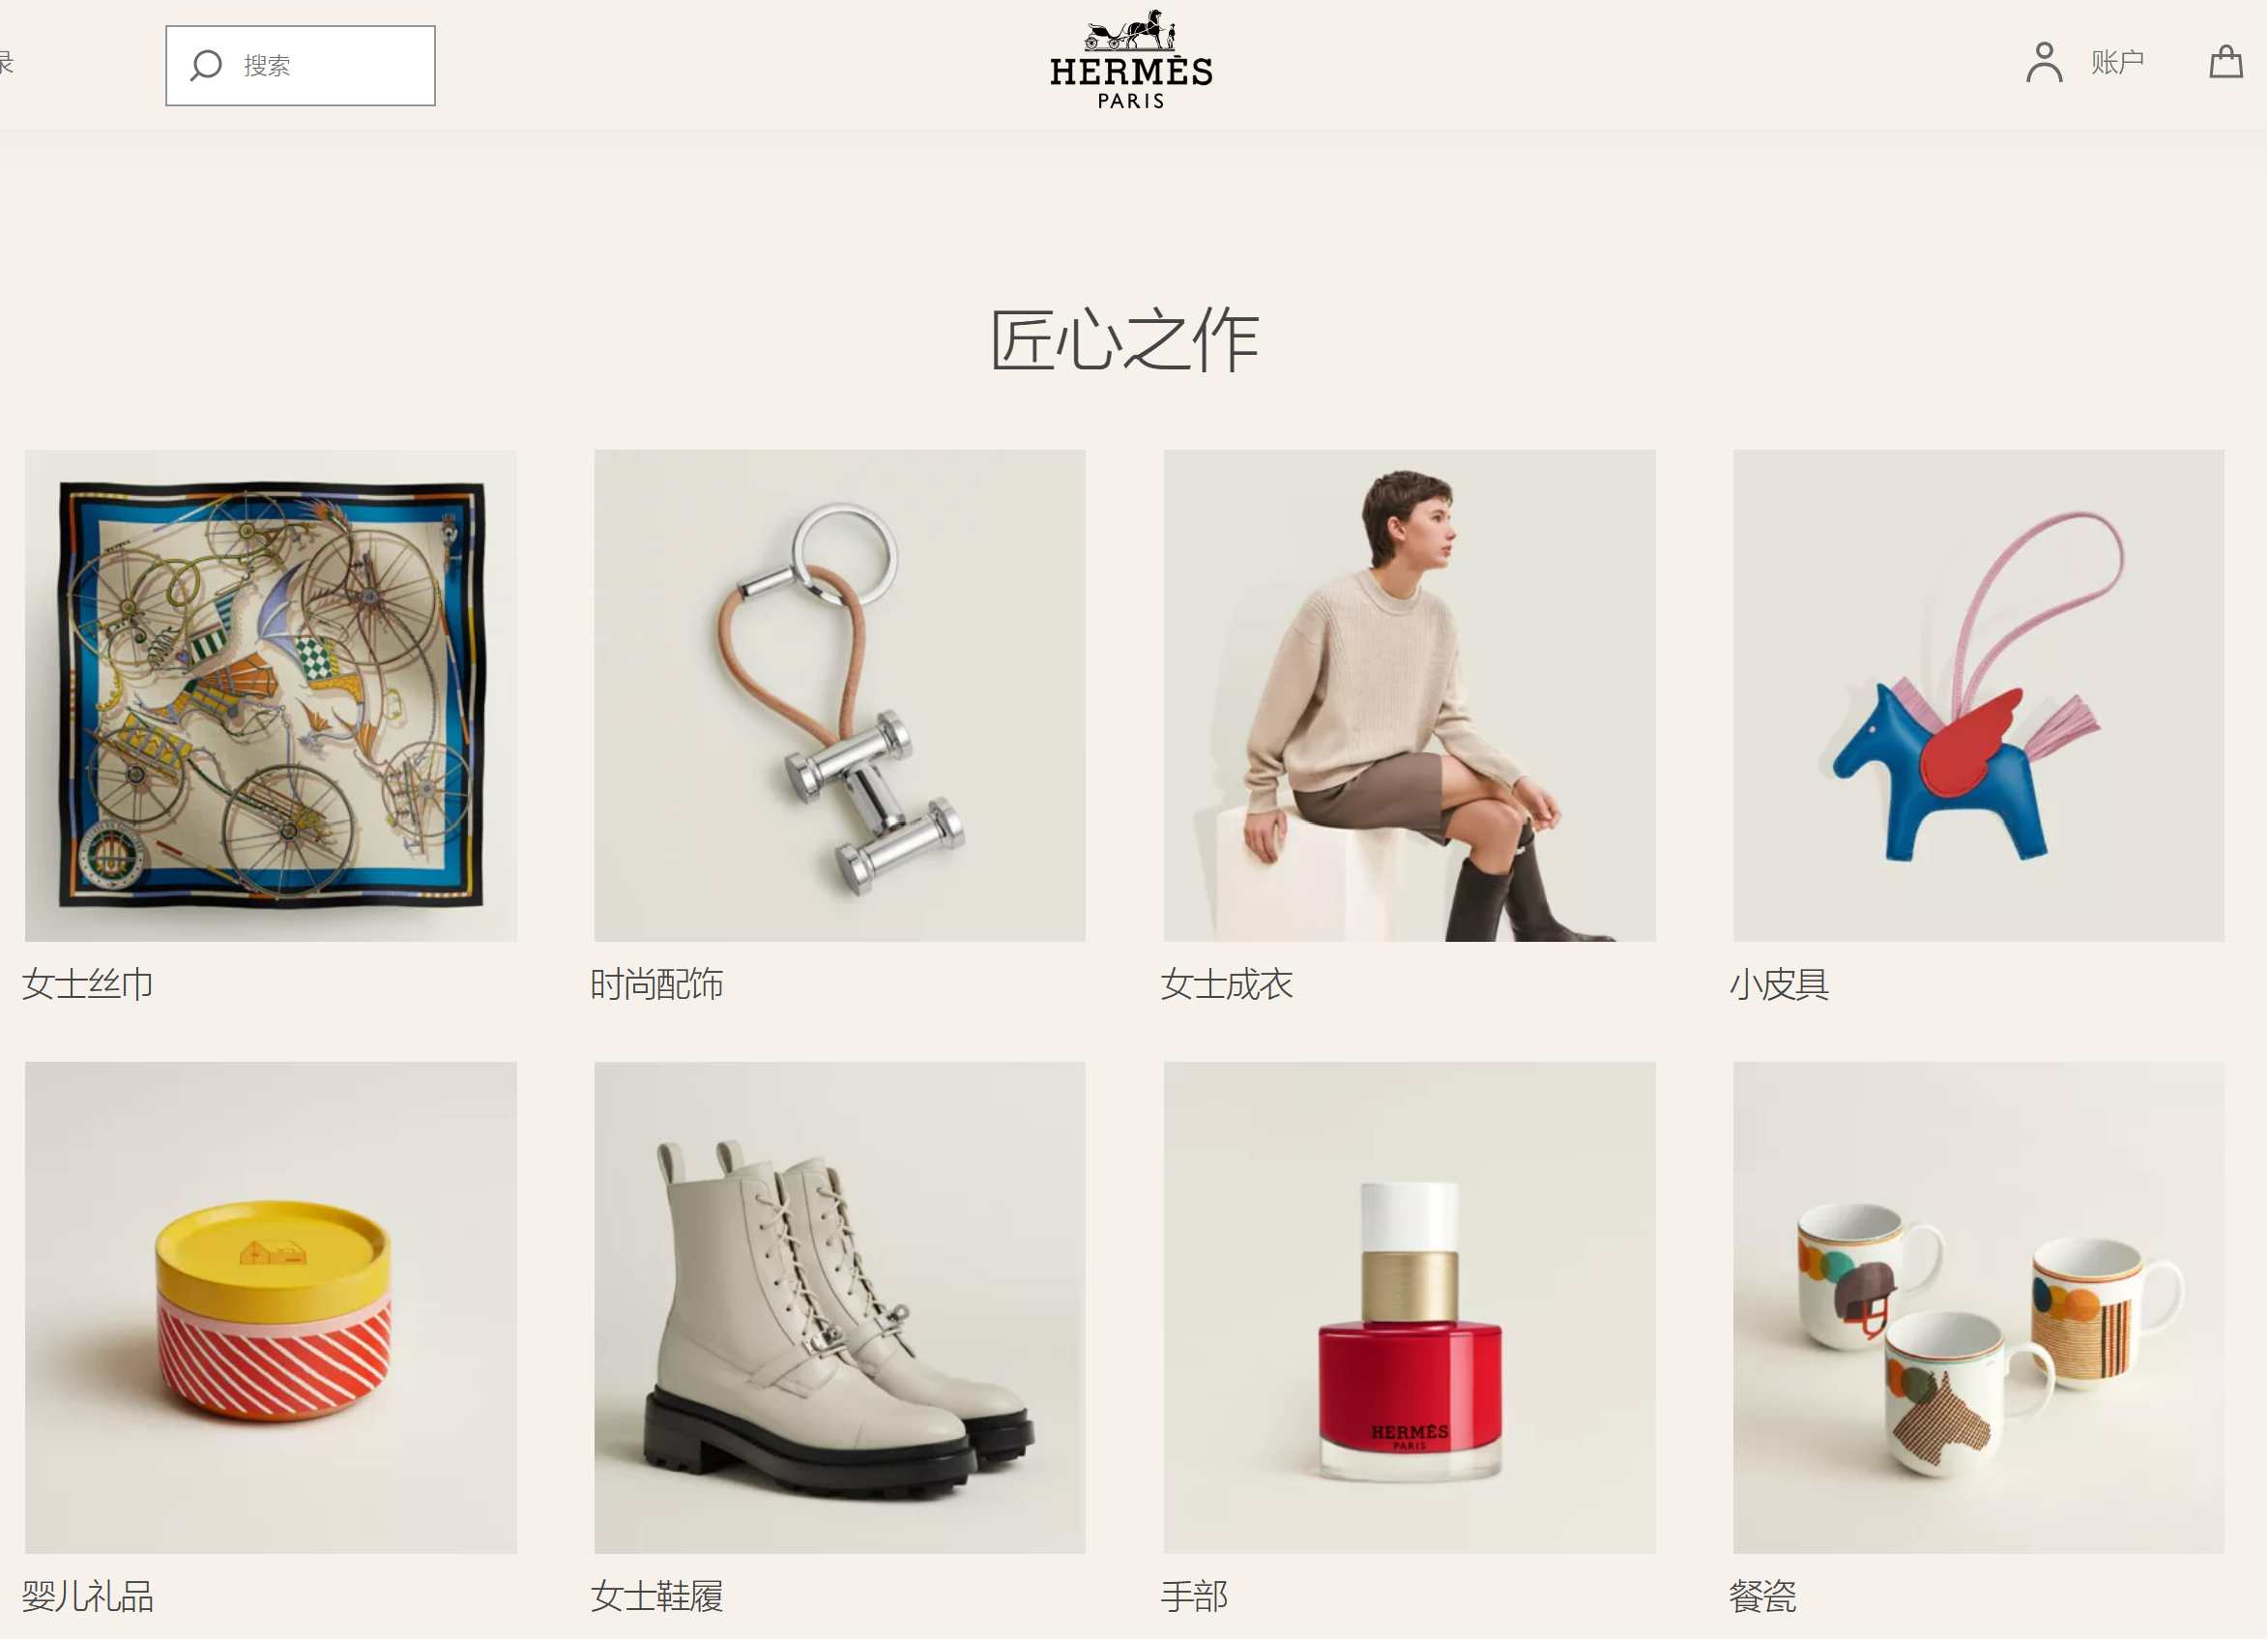 录
搜索
HERMÈS
PARIS
账户
匠心之作
女士丝巾
时尚配饰
女士成衣
小皮具
HERMÈS
PARIS
婴儿礼品
女士鞋履
手部
餐瓷